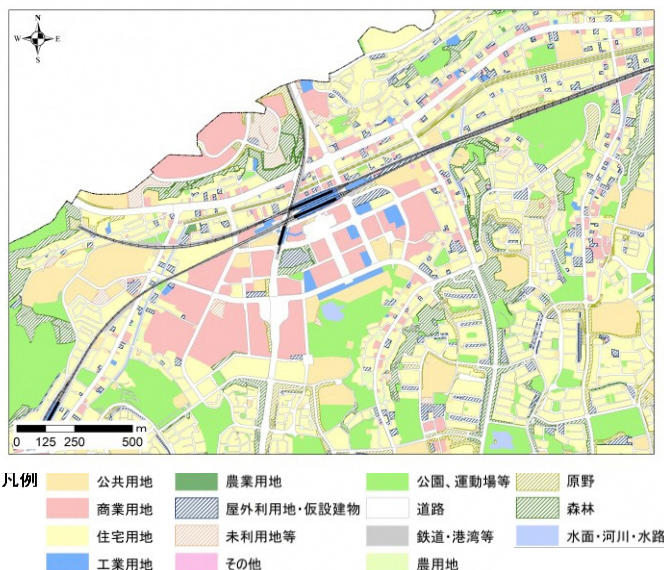 N
W E
S
0 125 250 500 m
凡例
公共用地 農業用地 公園、運動場等 原野
商業用地 屋外利用地・仮設建物 道路 森林
住宅用地 未利用地等 鉄道・港湾等 水面・河川・水路
工業用地 その他 農用地